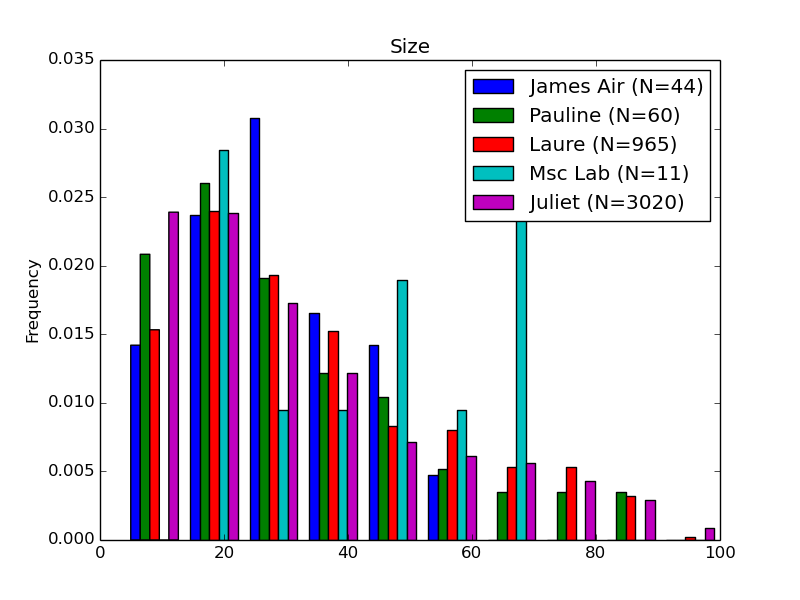 Size
0.035
0.030
0.025
0.020
0.015
0.010
0.005
0.000
Frequency
James Air (N=44)
Pauline (N=60)
Laure (N=965)
Msc Lab (N=11)
Juliet (N=3020)
0 20 40 60 80 100